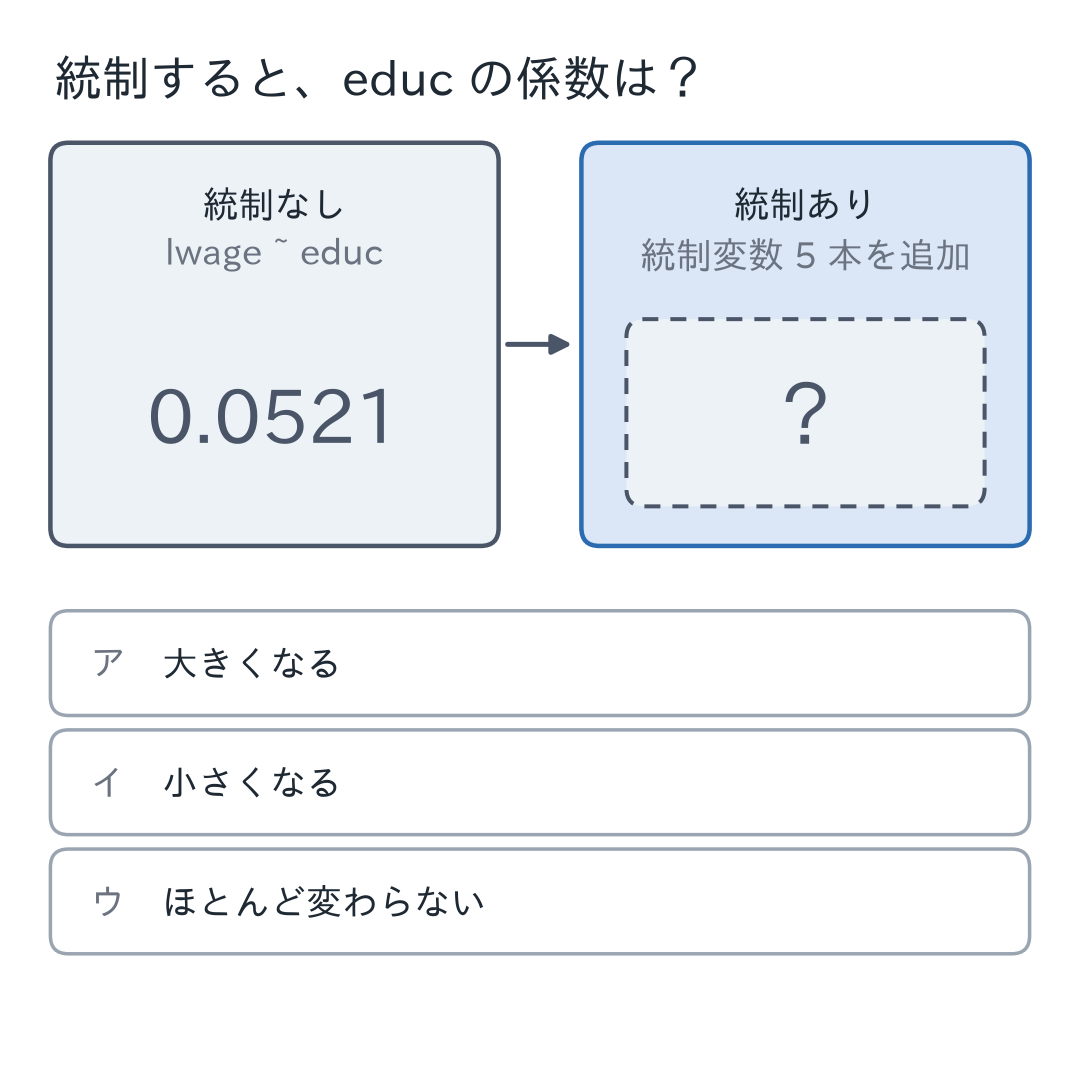 統制すると、educ の係数は？
統制なし
lwage ~ educ
0.0521
統制あり
統制変数 5 本を追加
?
ア 大きくなる
イ 小さくなる
ウ ほとんど変わらない